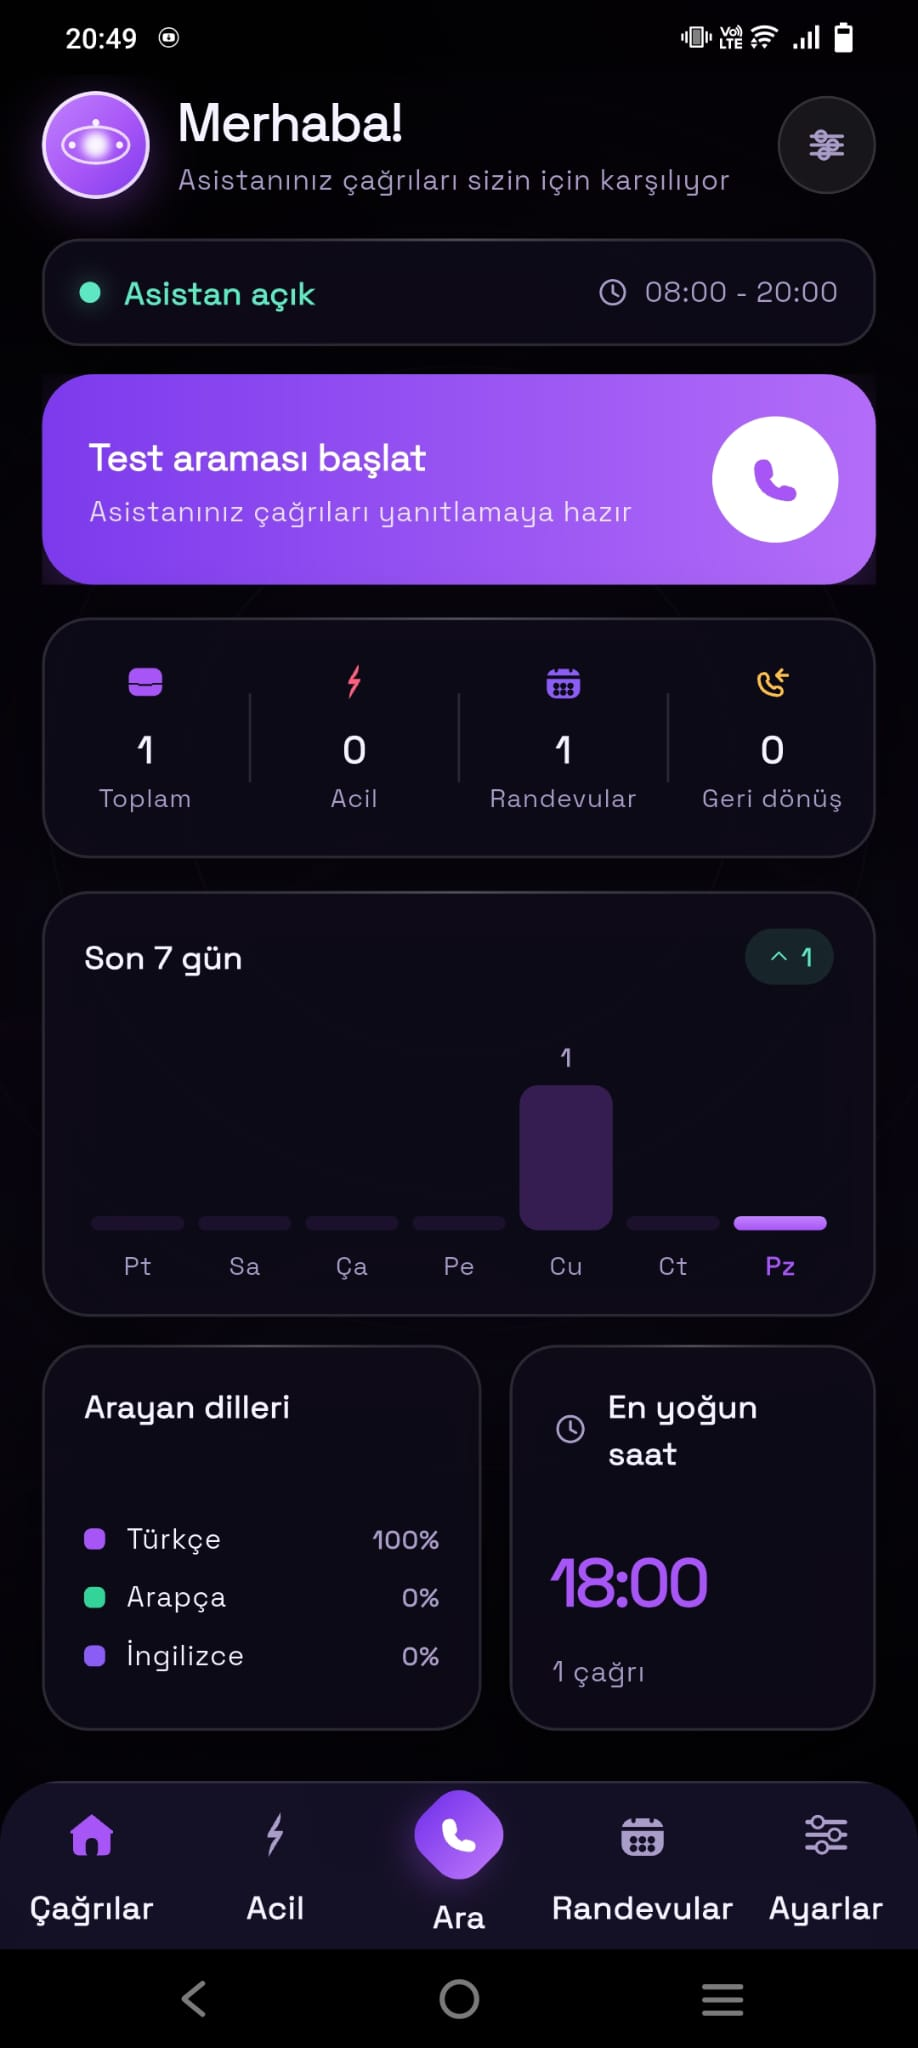 20:49
Vo)) LTE
Merhaba!
Asistanınız çağrıları sizin için karşılıyor
Asistan açık
08:00 - 20:00
Test araması başlat
Asistanınız çağrıları yanıtlamaya hazır
1
0
1
0
Toplam
Acil
Randevular
Geri dönüş
Son 7 gün
1
1
Pt
Sa
Ça
Pe
Cu
Ct
Pz
Arayan dilleri
Türkçe 100%
Arapça 0%
İngilizce 0%
En yoğun
saat
18:00
1 çağrı
Çağrılar
Acil
Ara
Randevular
Ayarlar